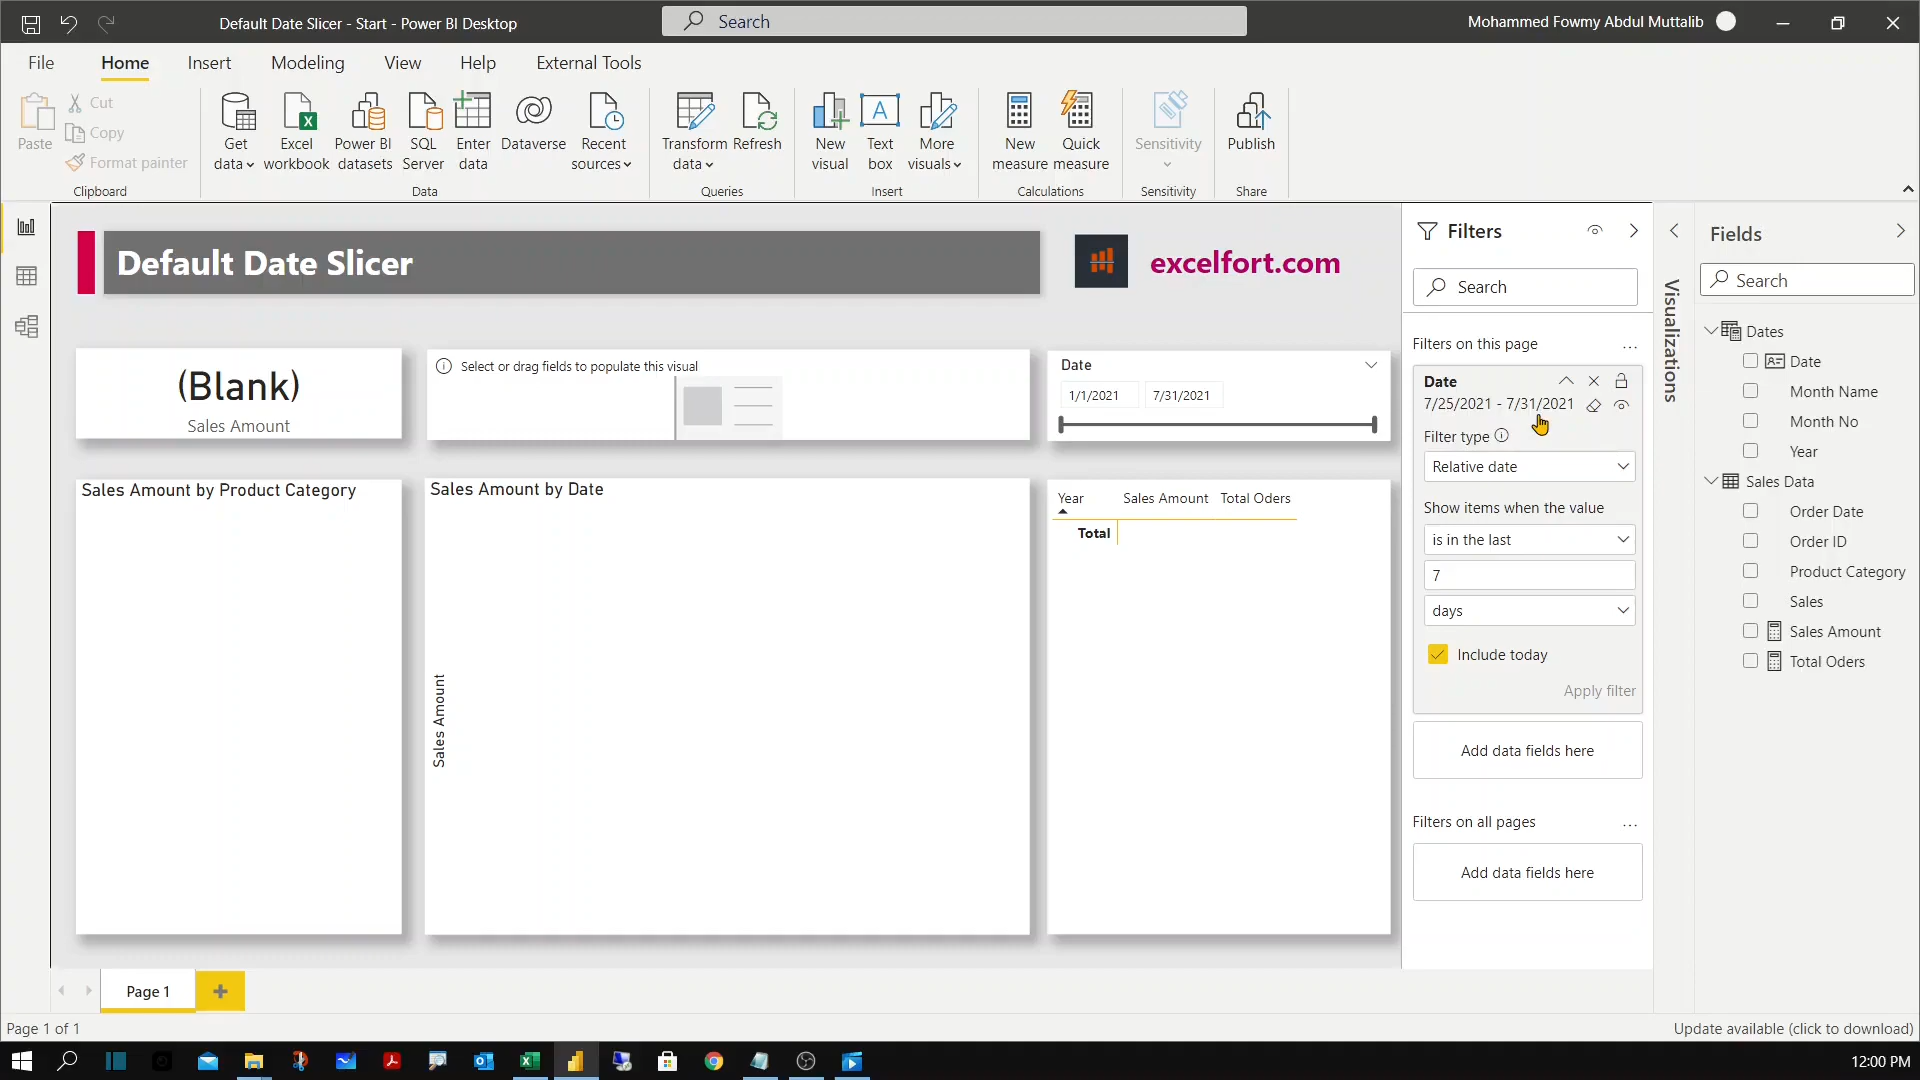 Default Date Slicer - Start - Power BI Desktop
Search
Mohammed Fowmy Abdul Muttalib
File
Home
Insert
Modeling
View
Help
External Tools
Paste
Cut
Copy
Format painter
Clipboard
Get data
Excel workbook
Power BI datasets
SQL Server
Enter data
Dataverse
Recent sources
Data
Transform data
Refresh
Queries
New visual
Text box
More visuals
Insert
New measure
Quick measure
Calculations
Sensitivity
Sensitivity
Publish
Share
Default Date Slicer
excelfort.com
(Blank)
Sales Amount
Select or drag fields to populate this visual
Date
1/1/2021
7/31/2021
Sales Amount by Product Category
Sales Amount by Date
Sales Amount
Year
Sales Amount
Total Oders
Total
Filters
Search
Filters on this page
...
Date
7/25/2021 - 7/31/2021
Filter type
Relative date
Show items when the value
is in the last
7
days
Include today
Apply filter
Add data fields here
Filters on all pages
...
Add data fields here
Visualizations
Fields
Search
Dates
Date
Month Name
Month No
Year
Sales Data
Order Date
Order ID
Product Category
Sales
Sales Amount
Total Oders
Page 1
Page 1 of 1
Update available (click to download)
12:00 PM